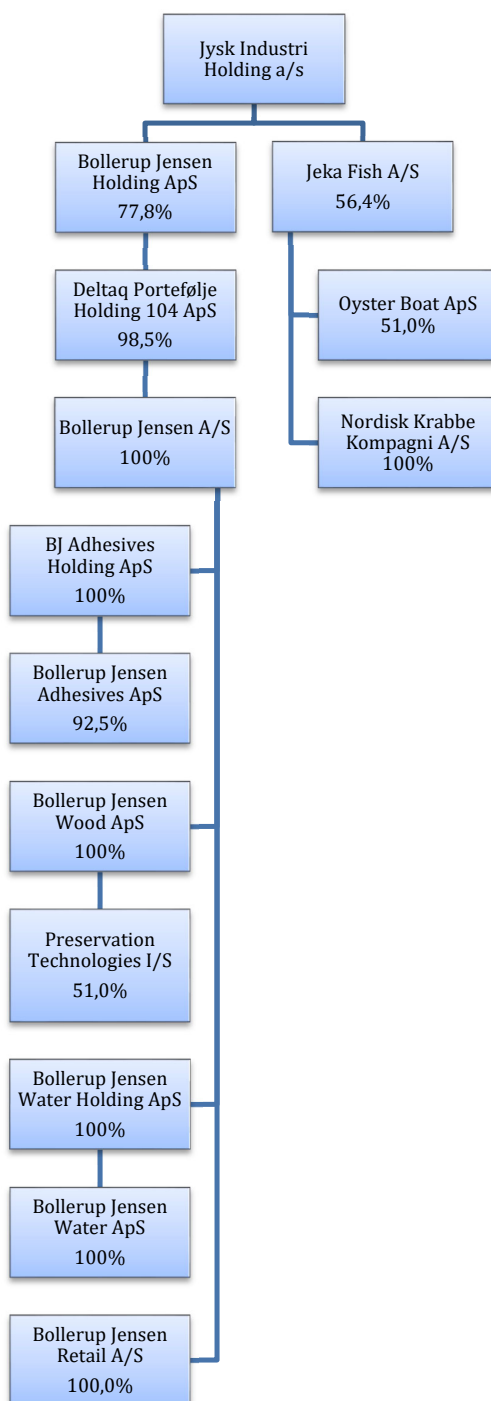 Jysk Industri
Holding a/s
Bollerup Jensen
Holding ApS
77,8%
Jeka Fish A/S
56,4%
Deltaq Portefølje
Holding 104 ApS
98,5%
Oyster Boat ApS
51,0%
Bollerup Jensen A/S
100%
Nordisk Krabbe
Kompagni A/S
100%
BJ Adhesives
Holding ApS
100%
Bollerup Jensen
Adhesives ApS
92,5%
Bollerup Jensen
Wood ApS
100%
Preservation
Technologies I/S
51,0%
Bollerup Jensen
Water Holding ApS
100%
Bollerup Jensen
Water ApS
100%
Bollerup Jensen
Retail A/S
100,0%